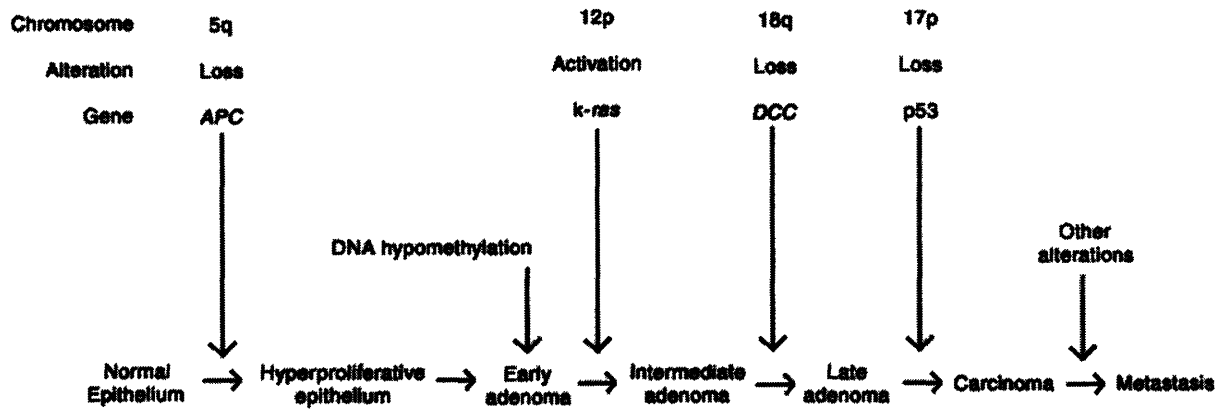 Chromosome 5q 12p 18q 17p
Alteration Loss Activation Loss Loss
Gene APC k-ras DCC p53
DNA hypomethylation
Other
alterations
Normal
Epithelium
Hyperproliferative
epithelium
Early
adenoma
Intermediate
adenoma
Late
adenoma
Carcinoma
Metastasis